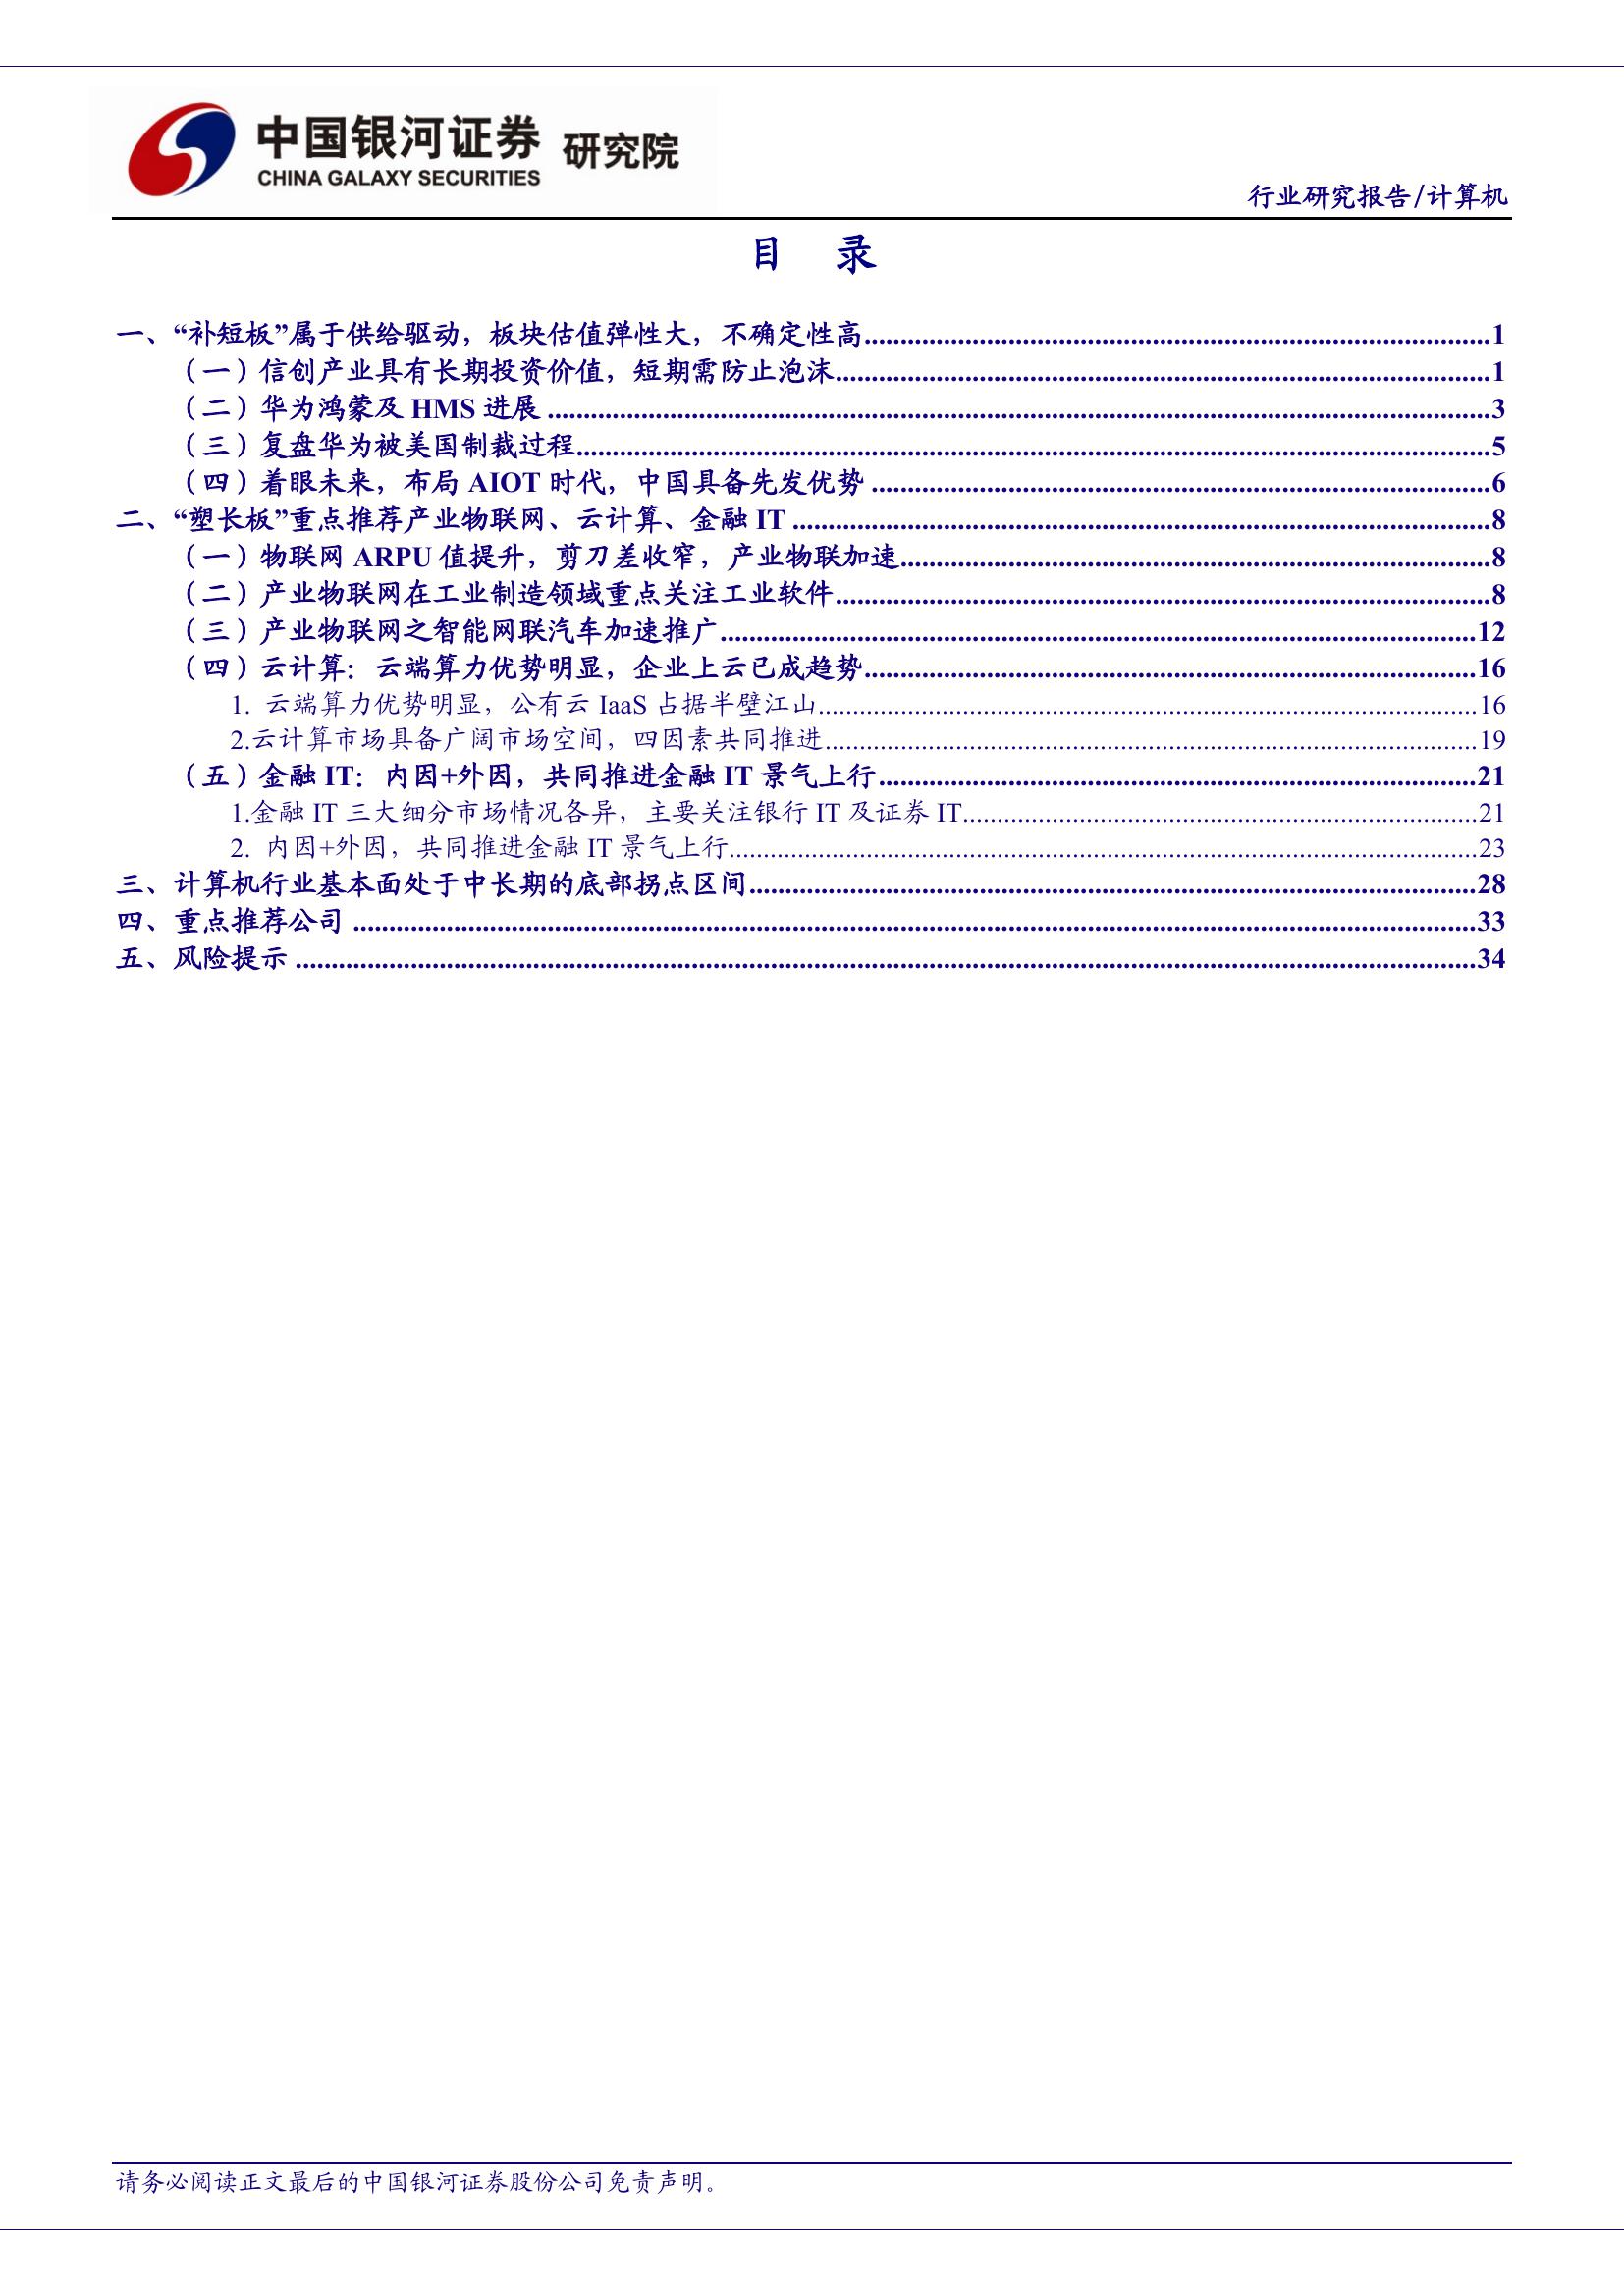 中国银河证券 研究院
CHINA GALAXY SECURITIES
行业研究报告/计算机
目 录
一、“补短板”属于供给驱动，板块估值弹性大，不确定性高........1
（一）信创产业具有长期投资价值，短期需防止泡沫........1
（二）华为鸿蒙及 HMS 进展........3
（三）复盘华为被美国制裁过程........5
（四）着眼未来，布局 AIOT 时代，中国具备先发优势........6
二、“塑长板”重点推荐产业物联网、云计算、金融 IT........8
（一）物联网 ARPU 值提升，剪刀差收窄，产业物联加速........8
（二）产业物联网在工业制造领域重点关注工业软件........8
（三）产业物联网之智能网联汽车加速推广........12
（四）云计算：云端算力优势明显，企业上云已成趋势........16
1. 云端算力优势明显，公有云 IaaS 占据半壁江山........16
2.云计算市场具备广阔市场空间，四因素共同推进........19
（五）金融 IT：内因+外因，共同推进金融 IT 景气上行........21
1.金融 IT 三大细分市场情况各异，主要关注银行 IT 及证券 IT........21
2. 内因+外因，共同推进金融 IT 景气上行........23
三、计算机行业基本面处于中长期的底部拐点区间........28
四、重点推荐公司........33
五、风险提示........34
请务必阅读正文最后的中国银河证券股份公司免责声明。